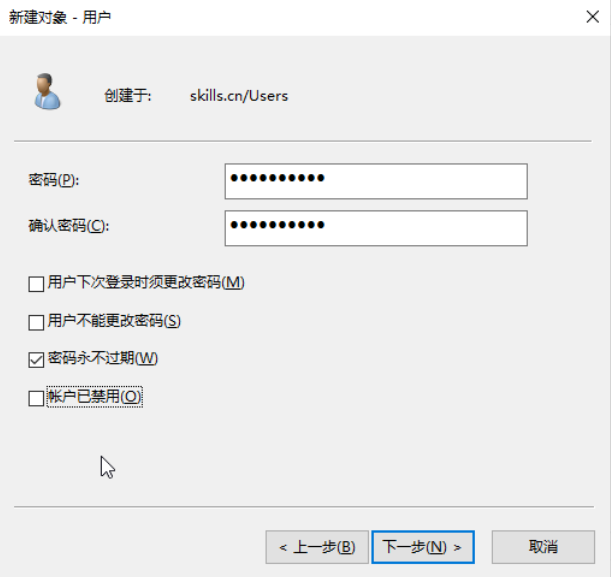 新建对象 - 用户
创建于: skills.cn/Users
密码(P): ●●●●●●●●●●
确认密码(C): ●●●●●●●●●●
用户下次登录时须更改密码(M)
用户不能更改密码(S)
密码永不过期(W)
帐户已禁用(O)
< 上一步(B) 下一步(N) > 取消